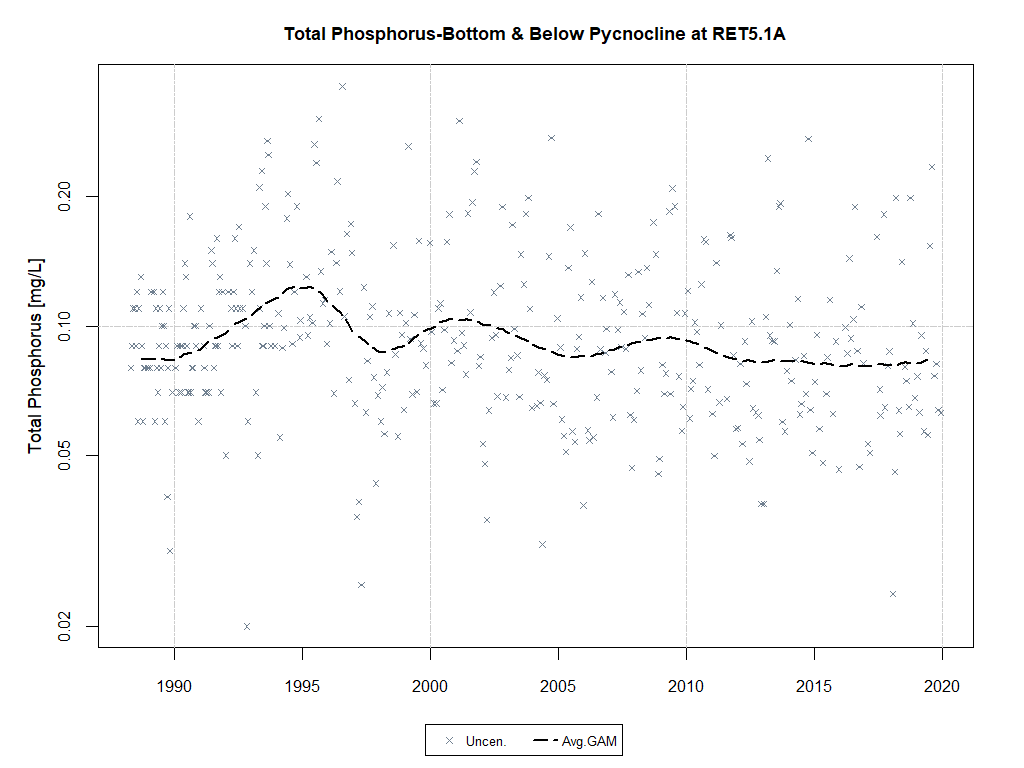 Total Phosphorus-Bottom & Below Pycnocline at RET5.1A
Total Phosphorus [mg/L]
0.20
0.10
0.05
0.02
1990 1995 2000 2005 2010 2015 2020
Uncen. Avg.GAM